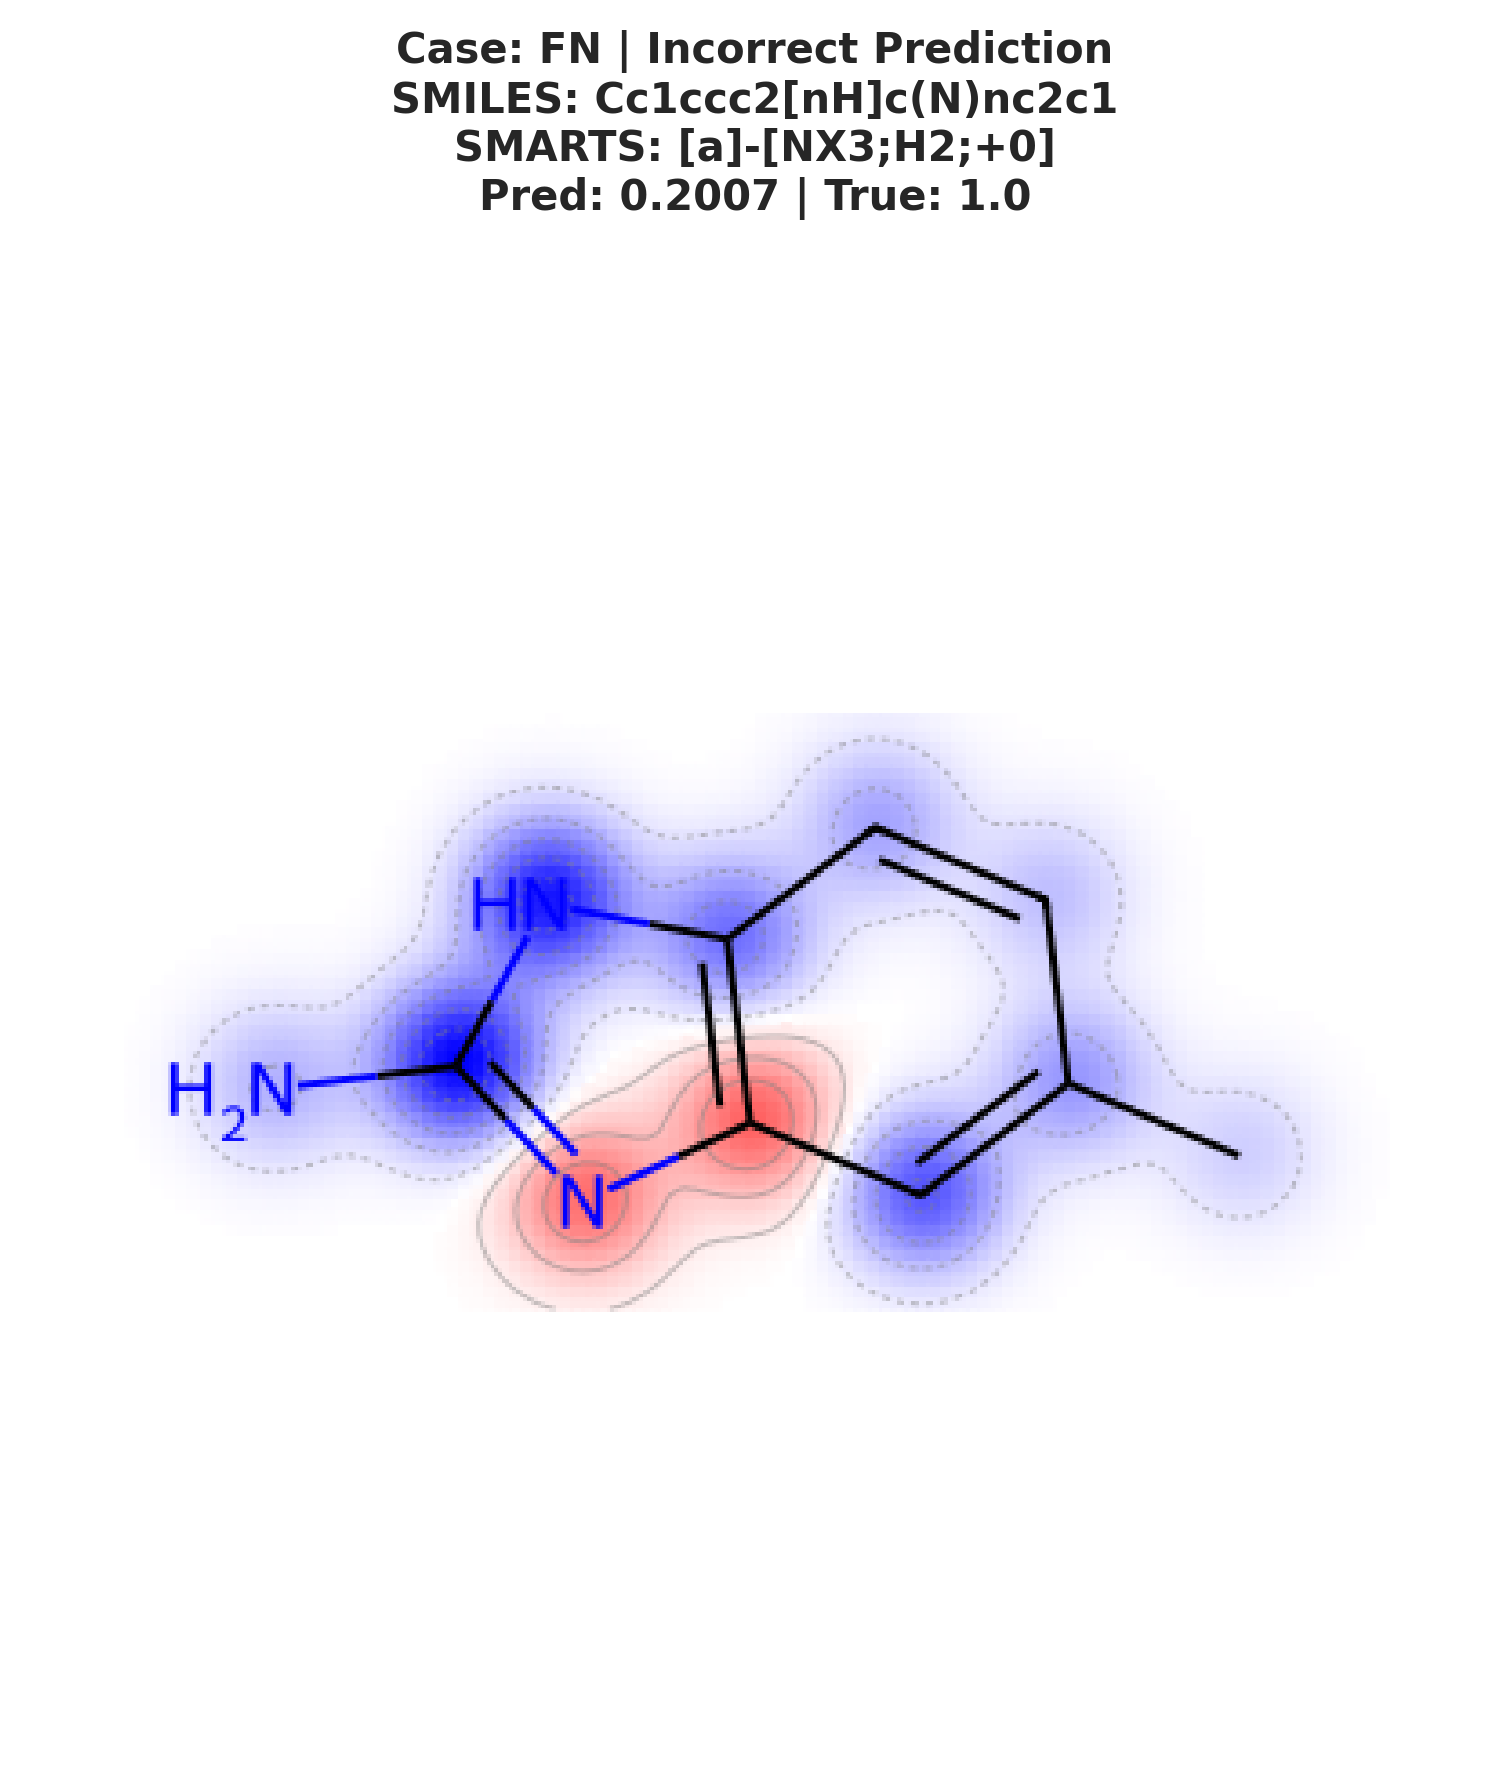 Case: FN | Incorrect Prediction
SMILES: Cc1ccc2[nH]c(N)nc2c1
SMARTS: [a]-[NX3;H2;+0]
Pred: 0.2007 | True: 1.0
HN
H2N
N